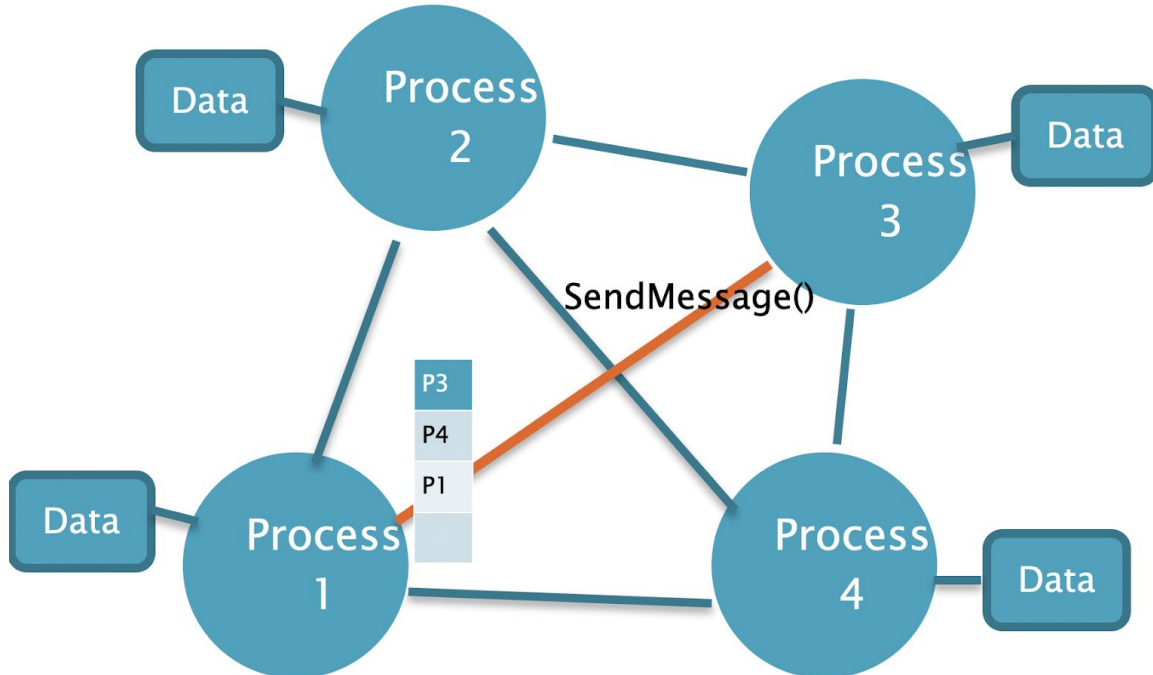 Data
Process
2
Process
3
Data
SendMessage()
P3
P4
P1
Data
Process
1
Process
4
Data